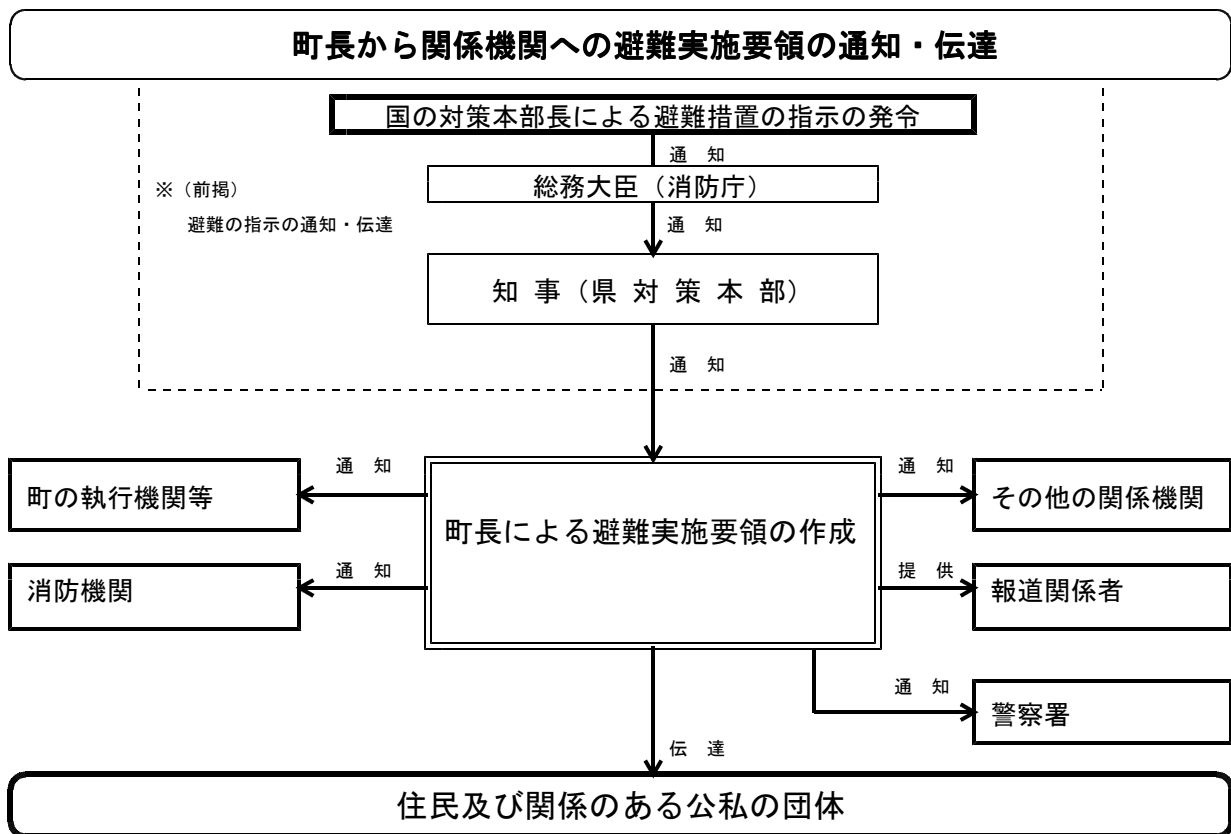 町長から関係機関への避難実施要領の通知・伝達
国の対策本部長による避難措置の指示の発令
通 知
総務大臣（消防庁）
※（前掲）
避難の指示の通知・伝達
通 知
知 事（県 対 策 本 部）
通 知
通 知
通 知
町の執行機関等
その他の関係機関
町長による避難実施要領の作成
通 知
提 供
消防機関
報道関係者
通 知
警察署
伝 達
住民及び関係のある公私の団体